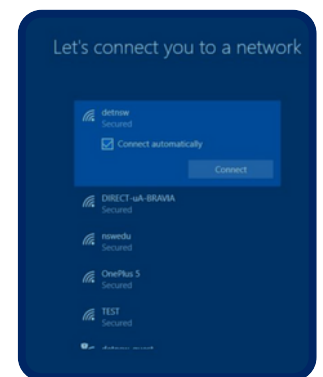 Let's connect you to a network
detnsw
Secured
Connect automatically
Connect
DIRECT-uA-BRAVIA
Secured
nswedu
Secured
OnePlus 5
Secured
TEST
Secured